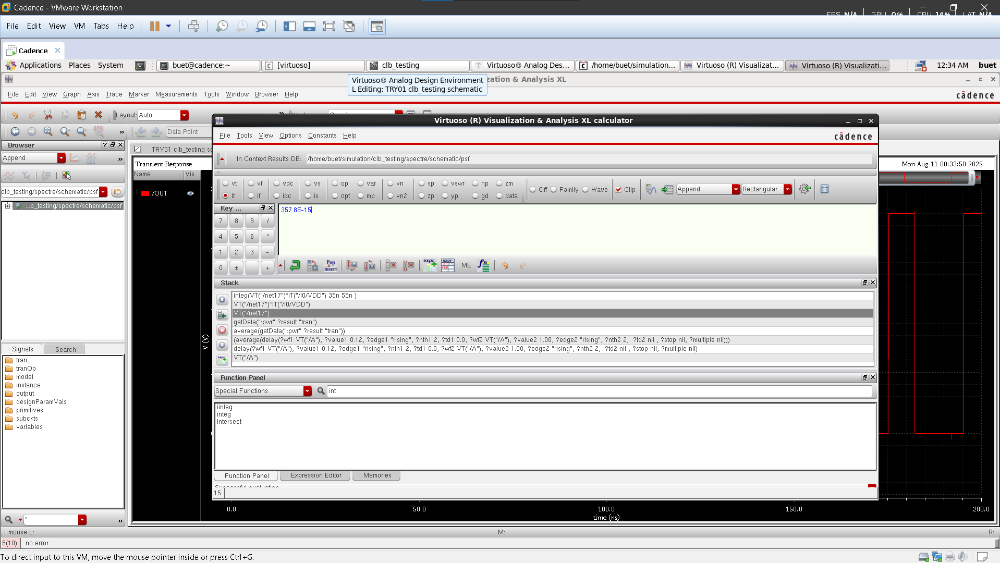 Cadence - VMware Workstation
FPS N/A | GPU 0% | CPU 14% | LAT N/A
File Edit View VM Tabs Help
Cadence
Applications Places System buet@cadence:~ [virtuoso] clb_testing Virtuoso® Analog Des... /home/buet/simulation... Virtuoso (R) Visualizat... Virtuoso (R) Visualizati... 12:34 AM buet
Virtuoso® Analog Design Environment
L Editing: TRY01 clb_testing schematic
zation & Analysis XL
File Edit View Graph Axis Trace Marker Measurements Tools Window Browser Help
cādence
Layout: Auto
Data Point
Browser
Append
clb_testing/spectre/schematic/psf
...b_testing/spectre/schematic/psf
Signals Search
tran
tranOp
model
instance
output
designParamVals
primitives
subckts
variables
*
TRY01 clb_testing sc
Transient Response
Mon Aug 11 00:33:50 2025
Name Vis
/OUT
V (V)
Virtuoso (R) Visualization & Analysis XL calculator
File Tools View Options Constants Help
cādence
In Context Results DB: /home/buet/simulation/clb_testing/spectre/schematic/psf
vt vf vdc vs op var vn sp vswr hp zm
it if idc is opt mp vn2 zp yp gd data
Off Family Wave Clip Append Rectangular
Key ...
7 8 9 /
4 5 6 *
1 2 3 -
0 ± . +
357.8E-15
Pop & insert
expr
expr
ME
fn
Stack
integ(VT("/net17")*IT("/I0/VDD") 35n 55n )
VT("/net17")*IT("/I0/VDD")
VT("/net17")
getData(":pwr" ?result "tran")
average(getData(":pwr" ?result "tran"))
(average(delay(?wf1 VT("/A"), ?value1 0.12, ?edge1 "rising", ?nth1 2, ?td1 0.0, ?wf2 VT("/A"), ?value2 1.08, ?edge2 "rising", ?nth2 2, ?td2 nil , ?stop nil, ?multiple nil)))
delay(?wf1 VT("/A"), ?value1 0.12, ?edge1 "rising", ?nth1 2, ?td1 0.0, ?wf2 VT("/A"), ?value2 1.08, ?edge2 "rising", ?nth2 2, ?td2 nil , ?stop nil, ?multiple nil)
VT("/A")
expr
Function Panel
Special Functions int
iinteg
integ
intersect
Function Panel Expression Editor Memories
Successful evaluation
15
0.0 50.0 100.0 150.0 200.0
time (ns)
mouse L: M: R:
5(10) no error
To direct input to this VM, move the mouse pointer inside or press Ctrl+G.